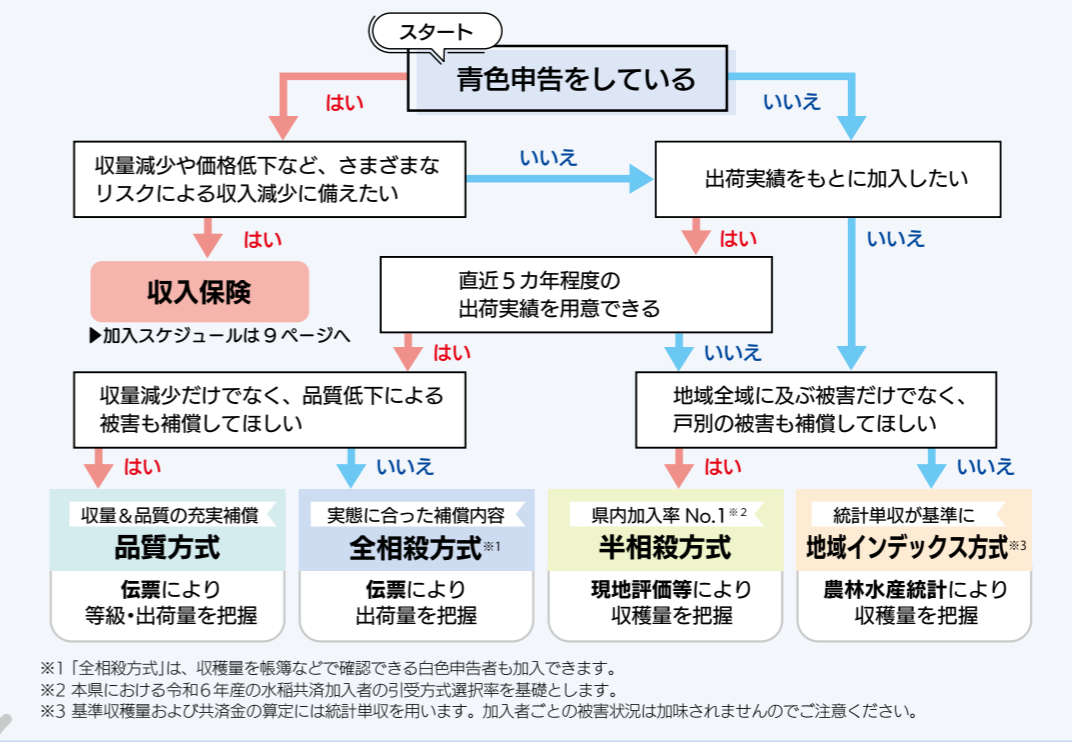 スタート
青色申告をしている
はい
いいえ
収量減少や価格低下など、さまざまな
リスクによる収入減少に備えたい
いいえ
出荷実績をもとに加入したい
はい
はい
いいえ
収入保険
▶加入スケジュールは9ページへ
直近5カ年程度の
出荷実績を用意できる
はい
いいえ
収量減少だけでなく、品質低下による
被害も補償してほしい
地域全域に及ぶ被害だけでなく、
戸別の被害も補償してほしい
はい
いいえ
はい
いいえ
収量&品質の充実補償
品質方式
伝票により
等級・出荷量を把握
実態に合った補償内容
全相殺方式※1
伝票により
出荷量を把握
県内加入率 No.1※2
半相殺方式
現地評価等により
収穫量を把握
統計単収が基準に
地域インデックス方式※3
農林水産統計により
収穫量を把握
※1「全相殺方式」は、収穫量を帳簿などで確認できる白色申告者も加入できます。
※2 本県における令和6年産の水稲共済加入者の引受方式選択率を基礎とします。
※3 基準収穫量および共済金の算定には統計単収を用います。加入者ごとの被害状況は加味されませんのでご注意ください。